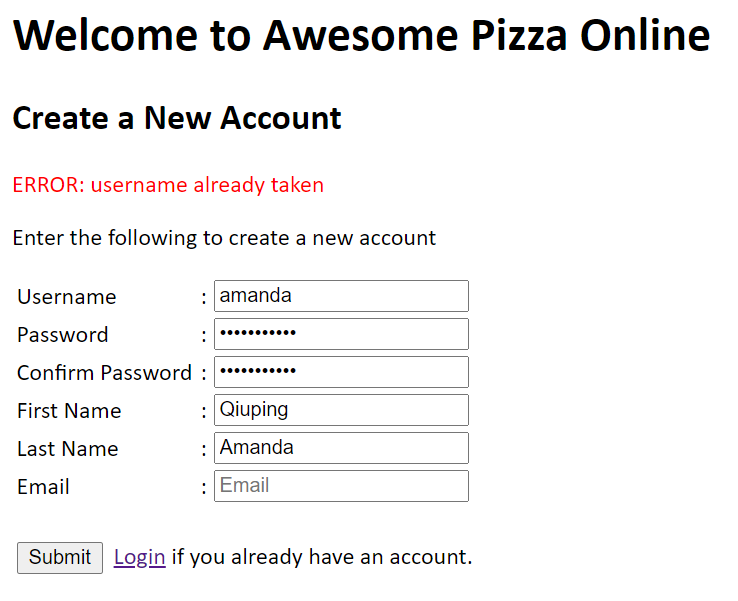 Welcome to Awesome Pizza Online
Create a New Account
ERROR: username already taken
Enter the following to create a new account
Username : amanda
Password : •••••••••••
Confirm Password : •••••••••••
First Name : Qiuping
Last Name : Amanda
Email : Email
Submit Login if you already have an account.